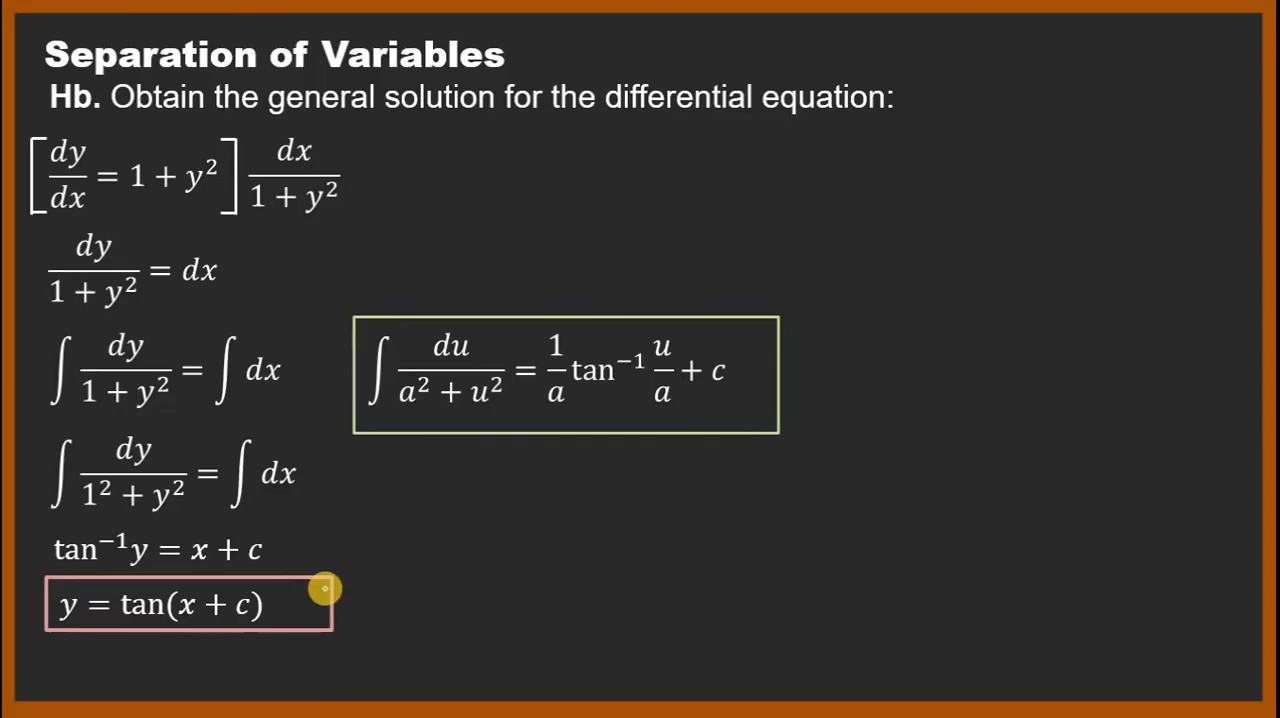 Separation of Variables
Hb. Obtain the general solution for the differential equation:
[dy/dx = 1 + y²] dx/(1 + y²)
dy/(1 + y²) = dx
∫ dy/(1 + y²) = ∫ dx
∫ du/(a² + u²) = 1/a tan⁻¹ u/a + c
∫ dy/(1² + y²) = ∫ dx
tan⁻¹y = x + c
y = tan(x + c)